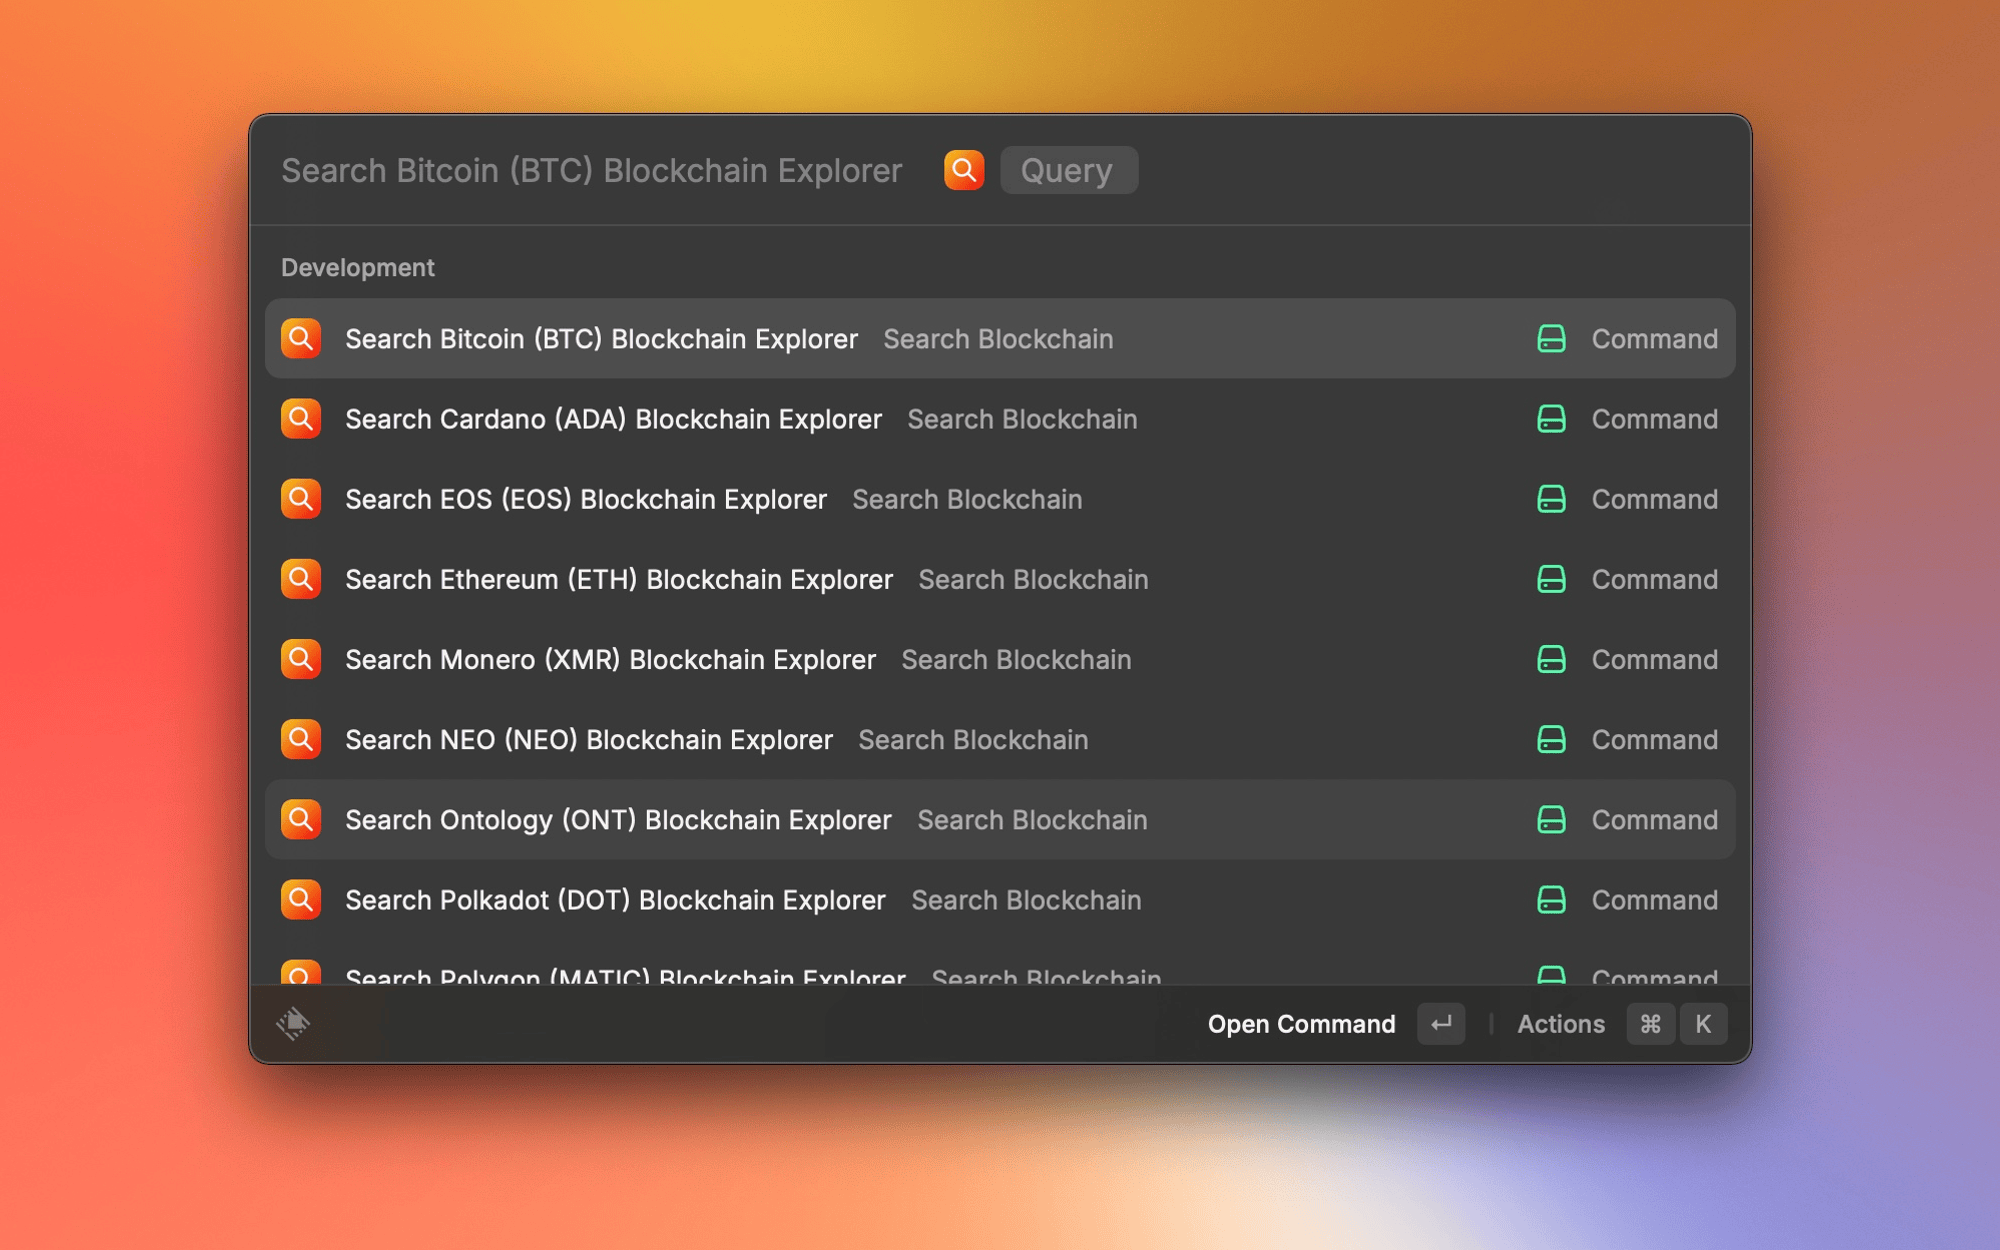 Search Bitcoin (BTC) Blockchain Explorer Query
Development
Search Bitcoin (BTC) Blockchain Explorer Search Blockchain Command
Search Cardano (ADA) Blockchain Explorer Search Blockchain Command
Search EOS (EOS) Blockchain Explorer Search Blockchain Command
Search Ethereum (ETH) Blockchain Explorer Search Blockchain Command
Search Monero (XMR) Blockchain Explorer Search Blockchain Command
Search NEO (NEO) Blockchain Explorer Search Blockchain Command
Search Ontology (ONT) Blockchain Explorer Search Blockchain Command
Search Polkadot (DOT) Blockchain Explorer Search Blockchain Command
Search Polygon (MATIC) Blockchain Explorer Search Blockchain Command
Open Command ↵ | Actions ⌘ K